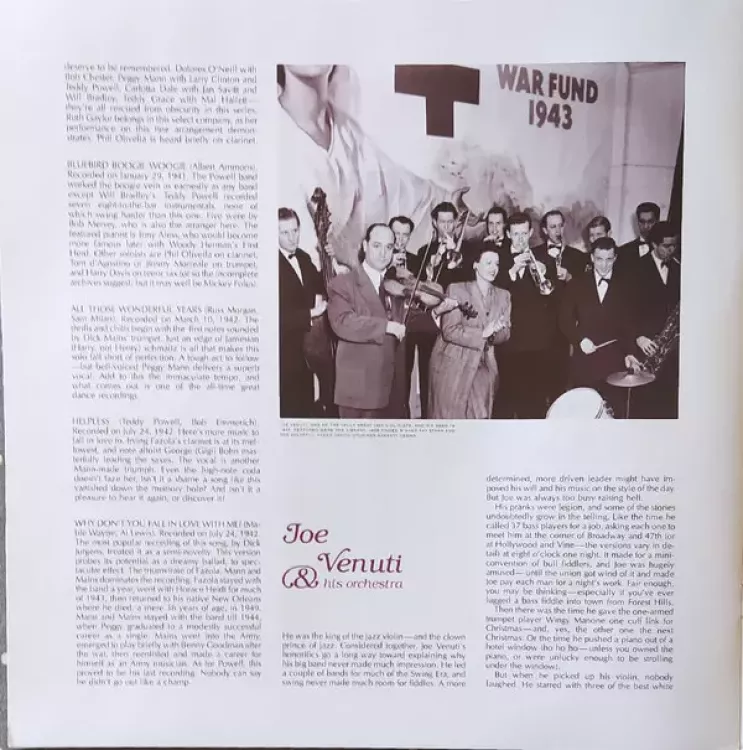 deserve to be remembered. Dolores O'Neill with
Bob Chester, Peggy Mann with Larry Clinton and
Teddy Powell, Carlotta Dale with Jan Savitt and
Will Bradley, Teddy Grace with Mal Hallett—
they're all rescued from obscurity in this series.
Ruth Gaylor belongs in this select company, as her
performance on this fine arrangement demon-
strates. Phil Olivella is heard briefly on clarinet.
BLUEBIRD BOOGIE WOOGIE (Albert Ammons).
Recorded on January 29, 1941. The Powell band
worked the boogie vein as earnestly as any band
except Will Bradley's. Teddy Powell recorded
seven eight-to-the-bar instrumentals, none of
which swing harder than this one. Five were by
Bob Mersey, who is also the arranger here. The
featured pianist is Tony Aless, who would become
more famous later with Woody Herman's First
Herd. Other soloists are Phil Olivella on clarinet,
Tom d'Agostino or Benny Mortale on trumpet,
and Harry Davis on tenor sax (or so the incomplete
archives suggest, but it may well be Mickey Folus).
ALL THOSE WONDERFUL YEARS (Russ Morgan,
Recorded on March 10, 1942. The
thrills and chills begin with the first notes sounded
by Dick Mains' trumpet. Just an edge of Jamesian
(Harry, not Henry) schmaltz is all that makes this
solo fall short of perfection. A tough act to follow
—but bell-voiced Peggy Mann delivers a superb
vocal. Add to this the immaculate tempo, and
what comes out is one of the all-time great
dance recordings.
HELPLESS (Teddy Powell, Bob Emmerich).
Recorded on July 24, 1942. Here's more music to
fall in love to. Irving Fazola's clarinet is at its mel-
lowest, and note altoist George (Gigi) Bohn mas-
terfully leading the saxes. The vocal is another
Mann-made triumph. Even the high-note coda
doesn't faze her. Isn't it a shame a song like this
vanished down the memory hole? And isn't it a
pleasure to hear it again, or discover it?
WHY DON'T YOU FALL IN LOVE WITH ME? (Ma-
ble Wayne, Al Lewis). Recorded on July 24, 1942.
The most popular recording of this song, by Dick
Jurgens, treated it as a semi-novelty. This version
probes its potential as a dreamy ballad, to spec-
tacular effect. The triumvirate of Fazola, Mann and
Mains dominates the recording. Fazola stayed with
the band a year, went with Horace Heidt for much
of 1943, then returned to his native New Orleans
where he died, a mere 36 years of age, in 1949.
Mann and Mains stayed with the band till 1944,
when Peggy graduated to a modestly successful
career as a single. Mains went into the Army,
emerged to play briefly with Benny Goodman after
the war, then reenlisted and made a career for
himself as an Army musician. As for Powell, this
proved to be his last recording. Nobody can say
he didn't go out like a champ.
WAR FUND
1943
Joe
Venuti
& his orchestra
He was the king of the jazz violin—and the clown
prince of jazz. Considered together, Joe Venuti's
honorifics go a long way toward explaining why
his big band never made much impression. He led
a couple of bands for much of the Swing Era, and
swing never made much room for fiddles. A more
determined, more driven leader might have im-
posed his will and his music on the style of the day.
But Joe was always too busy raising hell.
His pranks were legion, and some of the stories
undoubtedly grow in the telling. Like the time he
called 37 bass players for a job, asking each one to
meet him at the corner of Broadway and 47th (or
at Hollywood and Vine—the versions vary in de-
tail) at eight o'clock one night. It made for a mini-
convention of bull fiddlers, and Joe was hugely
amused—until the union got wind of it and made
Joe pay each man for a night's work. Fair enough,
you may be thinking—especially if you've ever
lugged a bass fiddle into town from Forest Hills.
Then there was the time he gave the one-armed
trumpet player Wingy Manone one cuff link for
Christmas—and, yes, the other one the next
Christmas. Or the time he pushed a piano out of a
hotel window (ho ho ho—unless you owned the
piano, or were unlucky enough to be strolling
under the window).
But when he picked up his violin, nobody
laughed. He starred with three of the best white